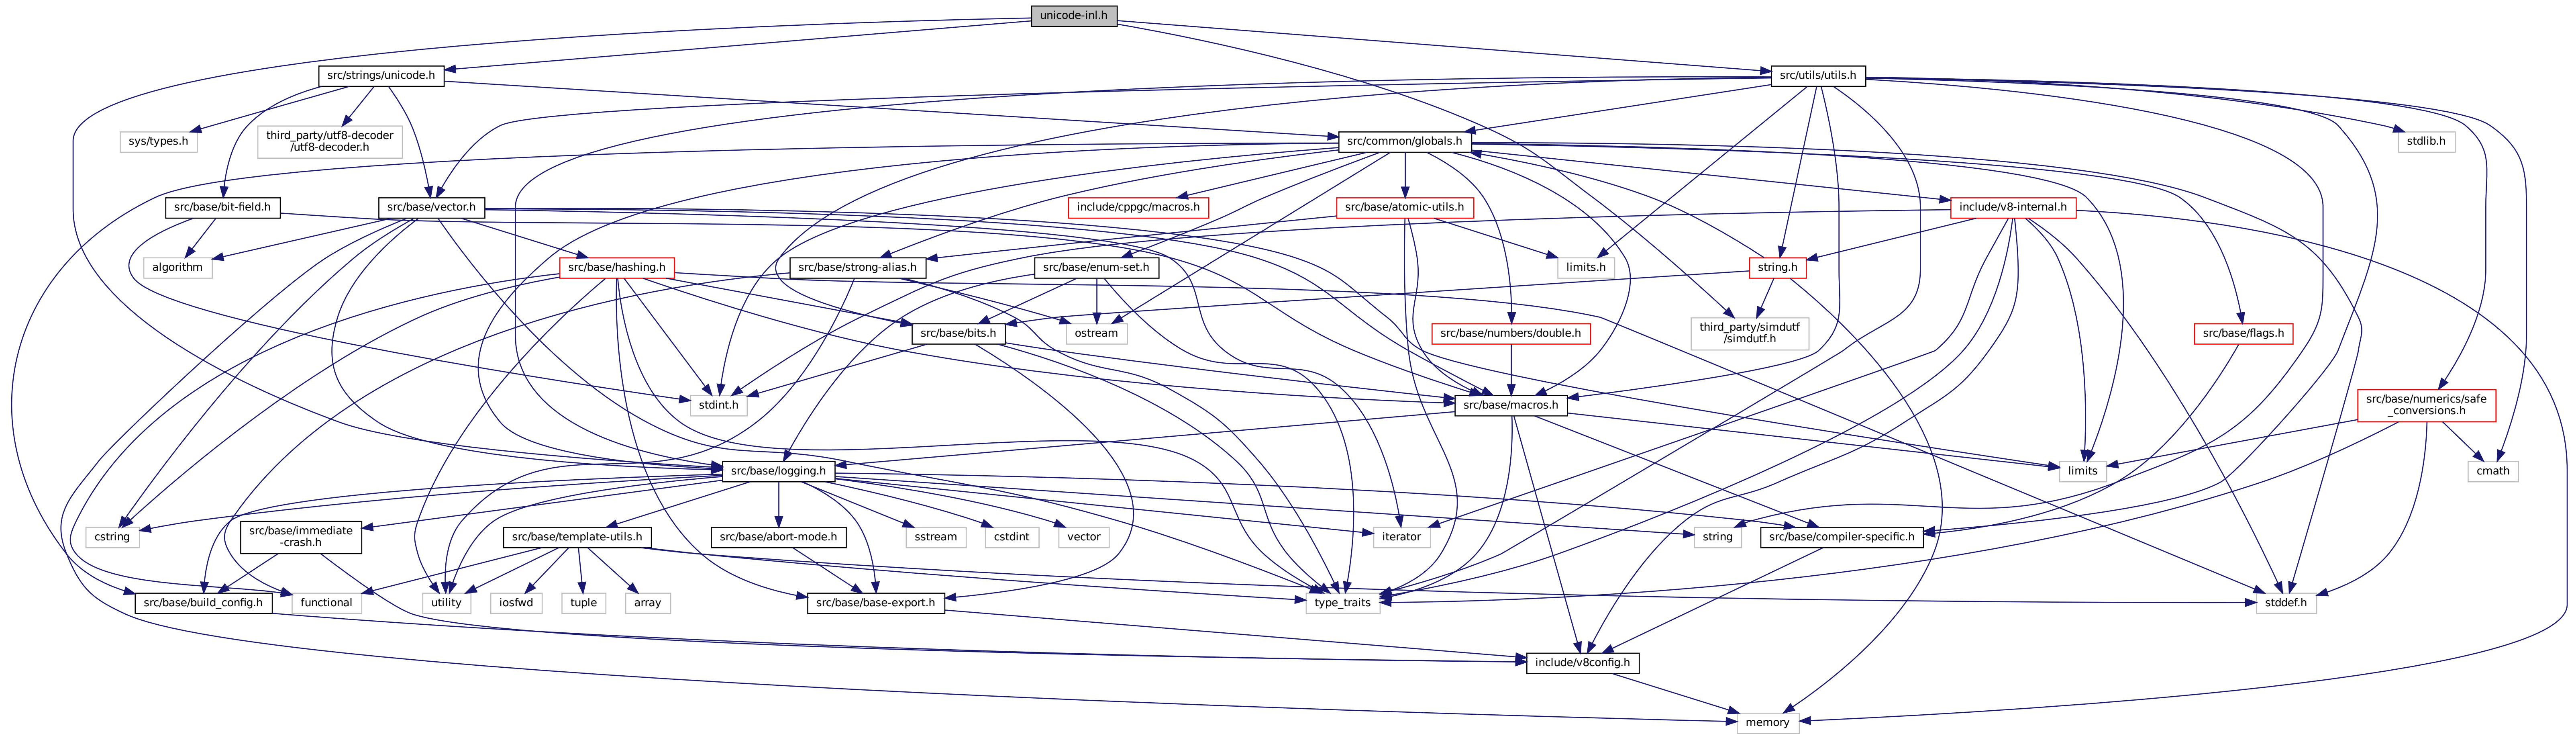 unicode-inl.h
src/strings/unicode.h
src/utils/utils.h
sys/types.h
third_party/utf8-decoder
/utf8-decoder.h
src/common/globals.h
stdlib.h
src/base/bit-field.h
src/base/vector.h
include/cppgc/macros.h
src/base/atomic-utils.h
include/v8-internal.h
algorithm
src/base/hashing.h
src/base/strong-alias.h
src/base/enum-set.h
limits.h
string.h
src/base/bits.h
ostream
src/base/numbers/double.h
third_party/simdutf
/simdutf.h
src/base/flags.h
stdint.h
src/base/macros.h
src/base/numerics/safe
_conversions.h
src/base/logging.h
limits
cmath
cstring
src/base/immediate
-crash.h
src/base/template-utils.h
src/base/abort-mode.h
sstream
cstdint
vector
iterator
string
src/base/compiler-specific.h
src/base/build_config.h
functional
utility
iosfwd
tuple
array
src/base/base-export.h
type_traits
stddef.h
include/v8config.h
memory